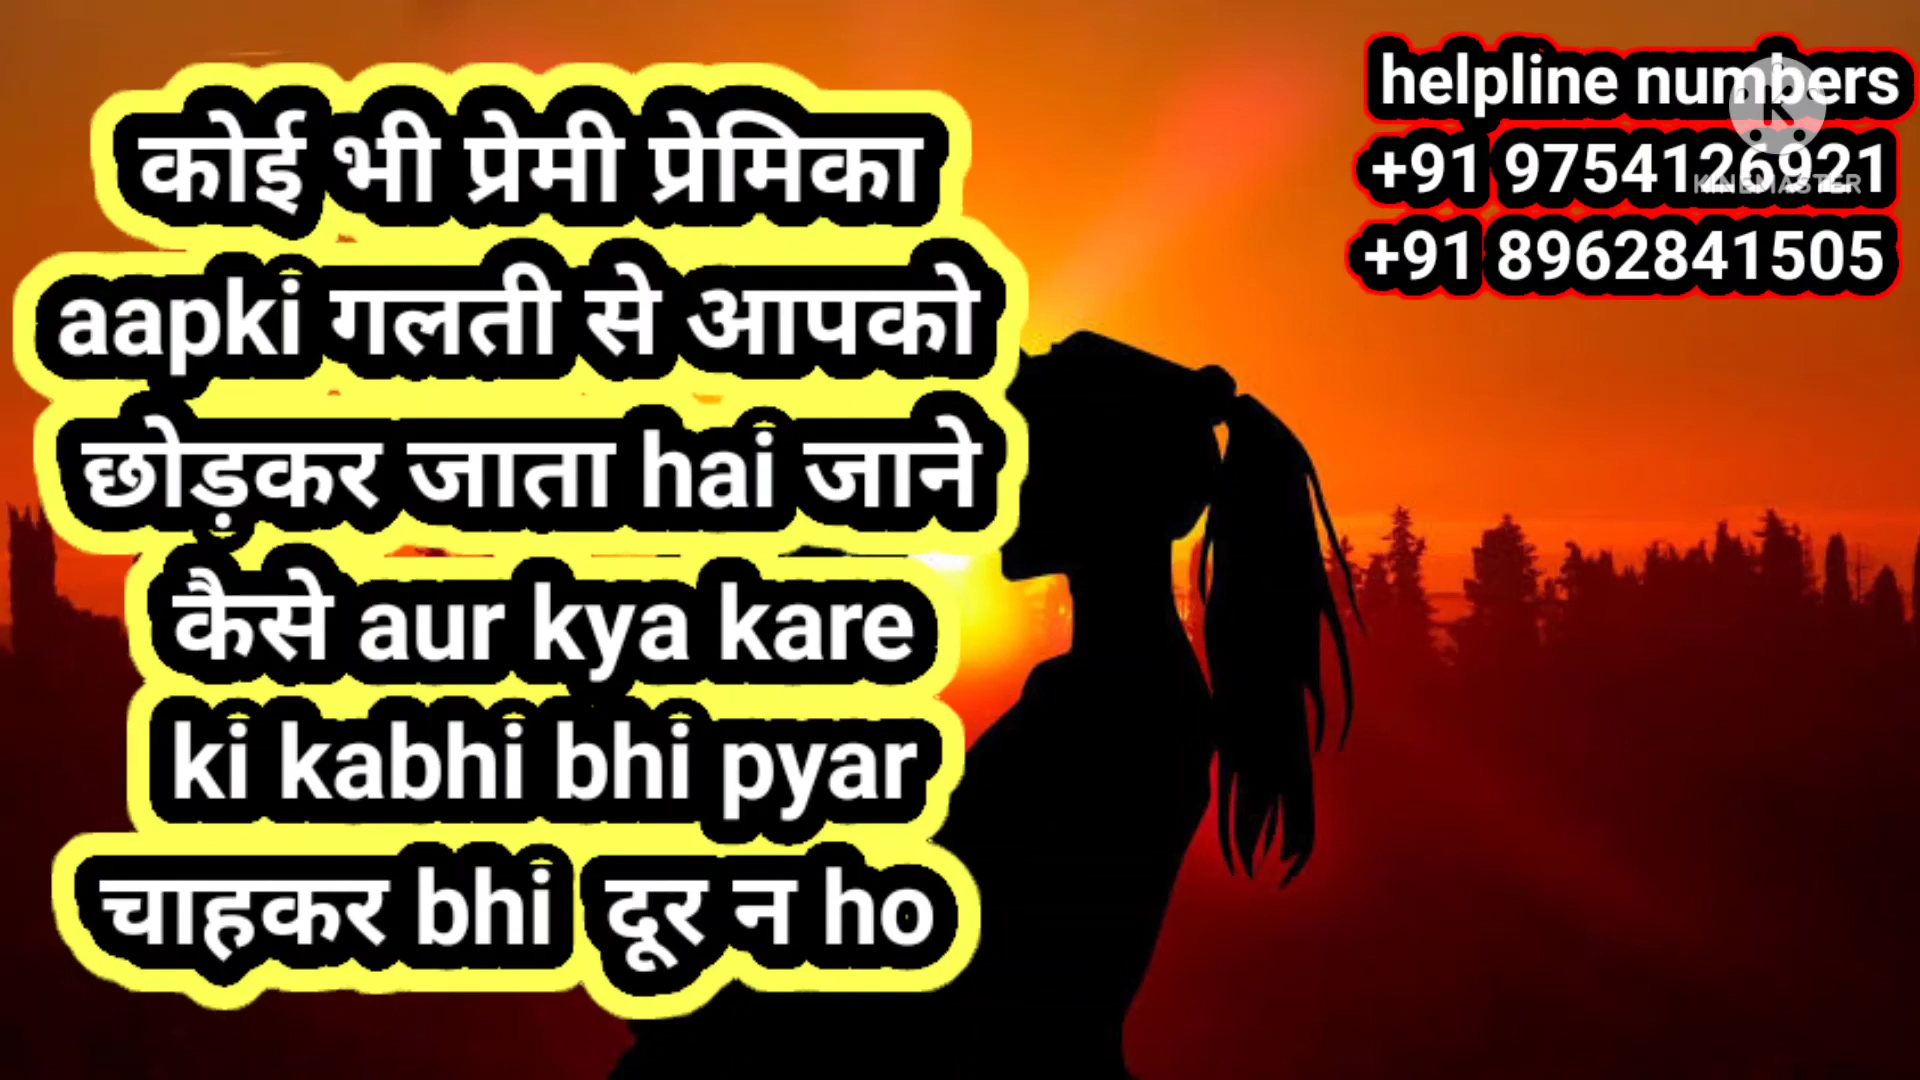 कोई भी प्रेमी प्रेमिका
aapki गलती से आपको
छोड़कर जाता hai जाने
कैसे aur kya kare
ki kabhi bhi pyar
चाहकर bhi दूर न ho
helpline numbers
+91 9754126921
+91 8962841505
KINEMASTER